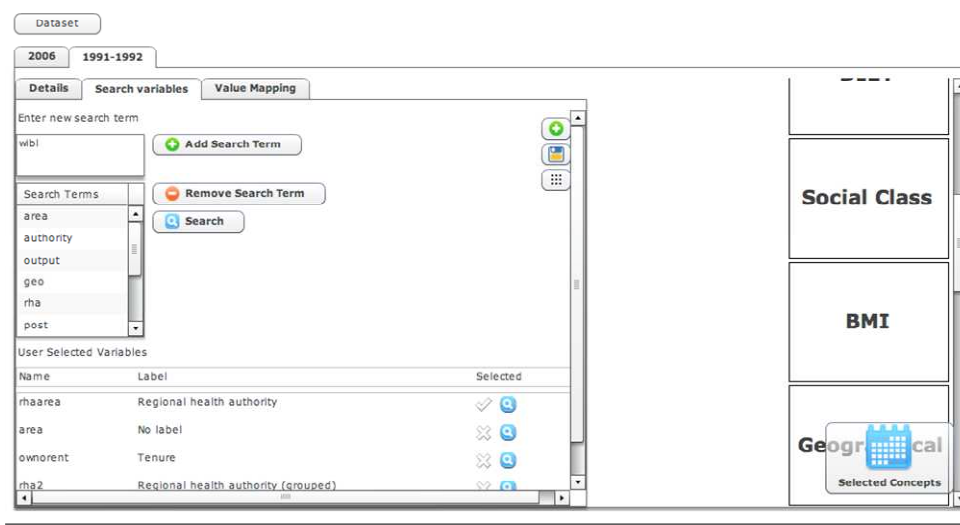 Dataset
2006 1991-1992
Details Search variables Value Mapping
Enter new search term
wibl
Add Search Term
Search Terms
Remove Search Term
area
Search
authority
output
geo
rha
post
User Selected Variables
Name Label Selected
rhaarea Regional health authority
area No label
ownorent Tenure
rha2 Regional health authority (grouped)
Social Class
BMI
Geographical
Selected Concepts